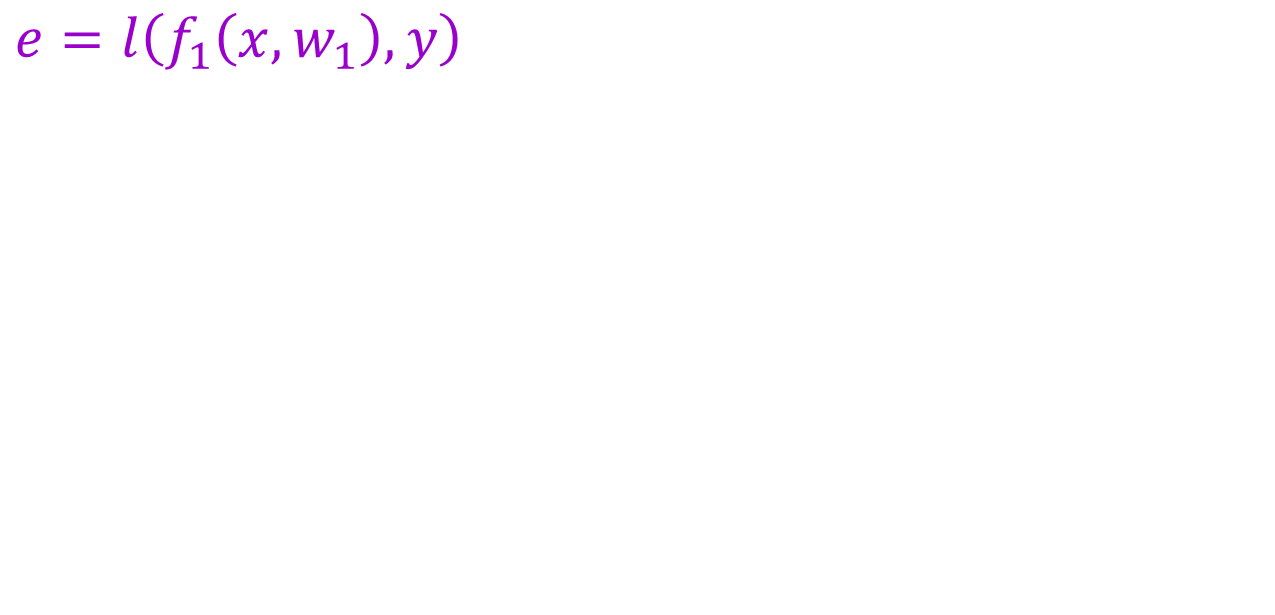 e = l(f₁(x, w₁), y)